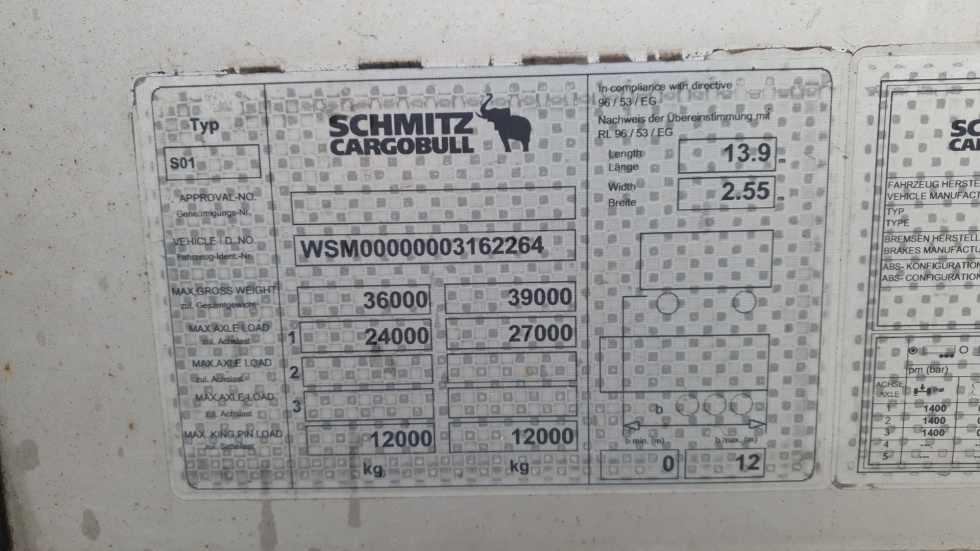 Typ
S01
SCHMITZ
CARGOBULL
APPROVAL-NO.
Genehmigungs-Nr.
VEHICLE I.D. NO.
Fahrzeug-Ident.-Nr.
WSM00000003162264
MAX.GROSS WEIGHT
zul. Gesamtgewicht
36000 39000
MAX.AXLE LOAD
zul. Achslast
1 24000 27000
MAX.AXLE LOAD
zul. Achslast
2
MAX.AXLE LOAD
zul. Achslast
3
MAX. KING PIN LOAD
zul. Sattellast
12000 12000
kg kg
In compliance with directive
96 / 53 / EG
Nachweis der Übereinstimmung mit
RL 96 / 53 / EG
Length
Länge
13.9 m
Width
Breite
2.55 m
b
b min. (m) b max. (m)
0 12
SC
CAR
FAHRZEUG HERSTE
VEHICLE MANUFACT
TYP
TYPE
BREMSEN HERSTELL
BRAKES MANUFACTU
ABS- KONFIGURATION
ABS- CONFIGURATION
pm (bar)
ACHSE
AXLE
1 1400
2 1400
3 1400
4
5